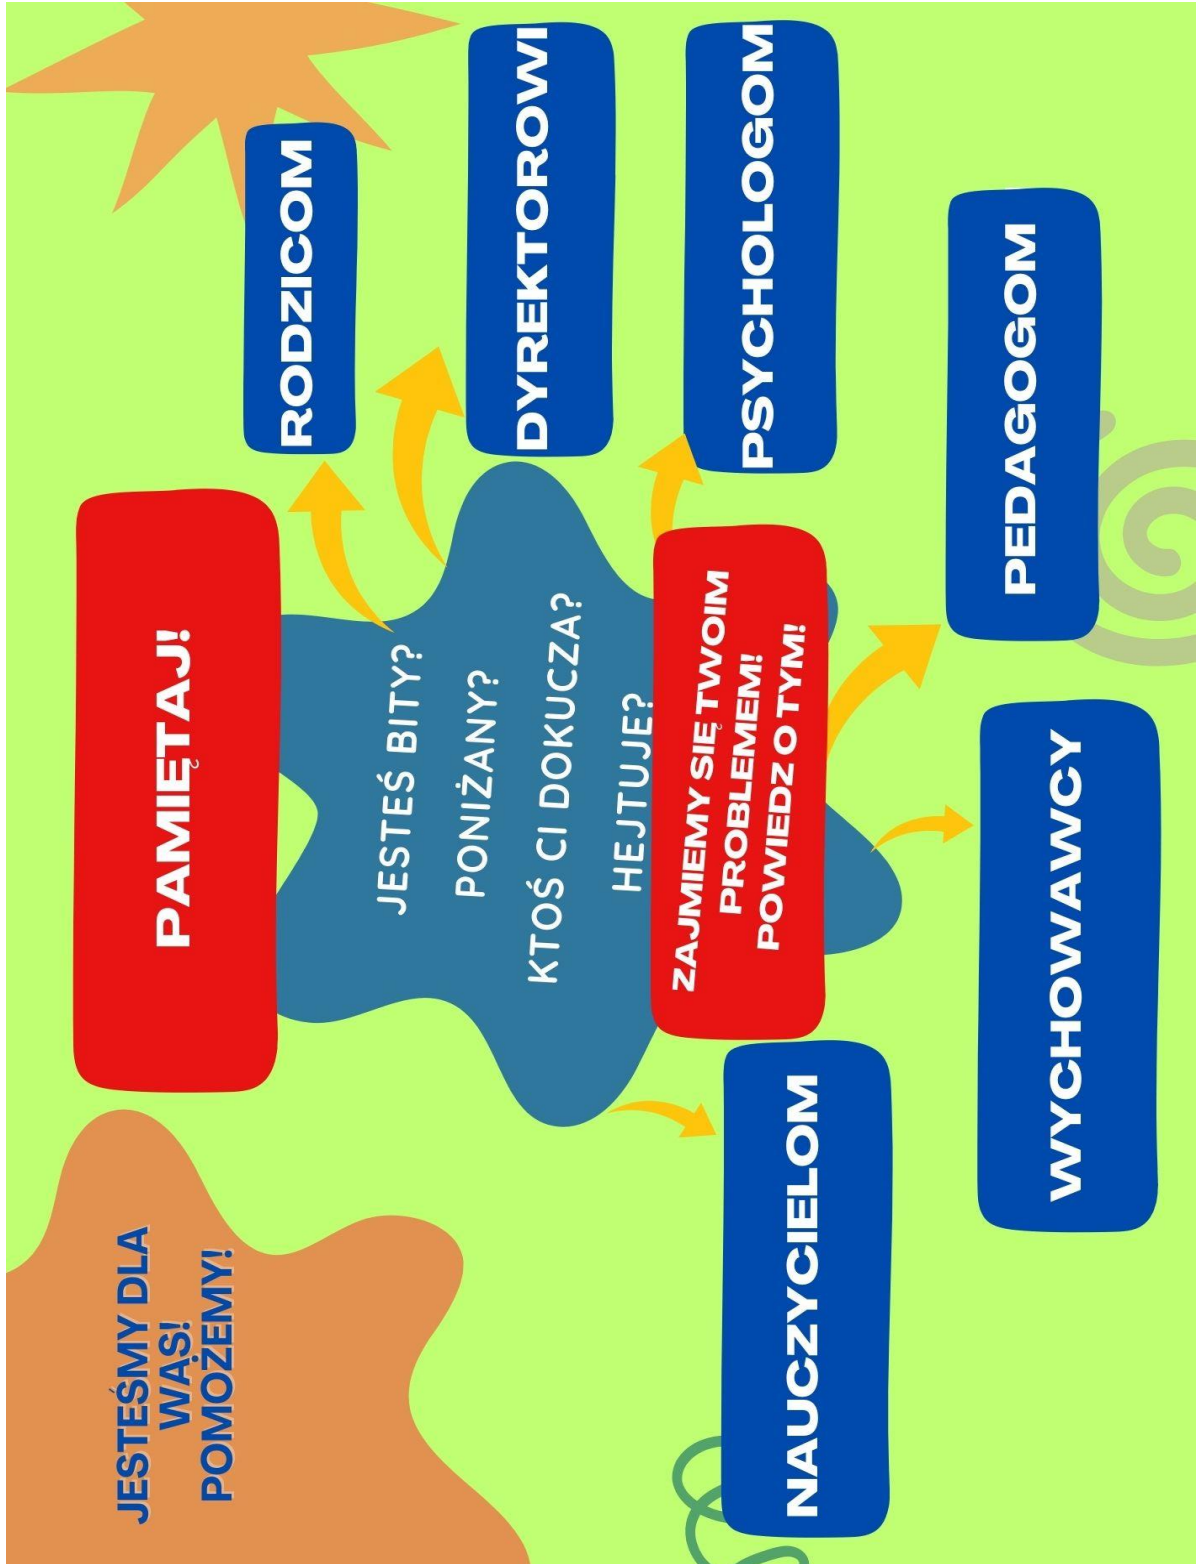 JESTEŚMY DLA
WAS!
POMOŻEMY!
PAMIĘTAJ!
JESTEŚ BITY?
PONIŻANY?
KTOŚ CI DOKUCZA?
HEJTUJE?
ZAJMIEMY SIĘ TWOIM
PROBLEMEM!
POWIEDZ O TYM!
RODZICOM
DYREKTOROWI
PSYCHOLOGOM
PEDAGOGOM
WYCHOWAWCY
NAUCZYCIELOM